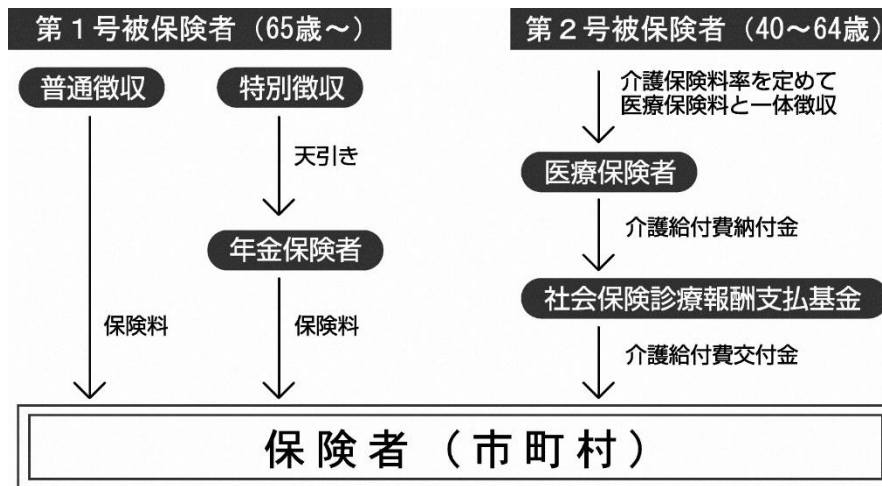 第１号被保険者（65歳～）
普通徴収
特別徴収
天引き
年金保険者
保険料
保険料
第２号被保険者（40～64歳）
介護保険料率を定めて
医療保険料と一体徴収
医療保険者
介護給付費納付金
社会保険診療報酬支払基金
介護給付費交付金
保険者（市町村）